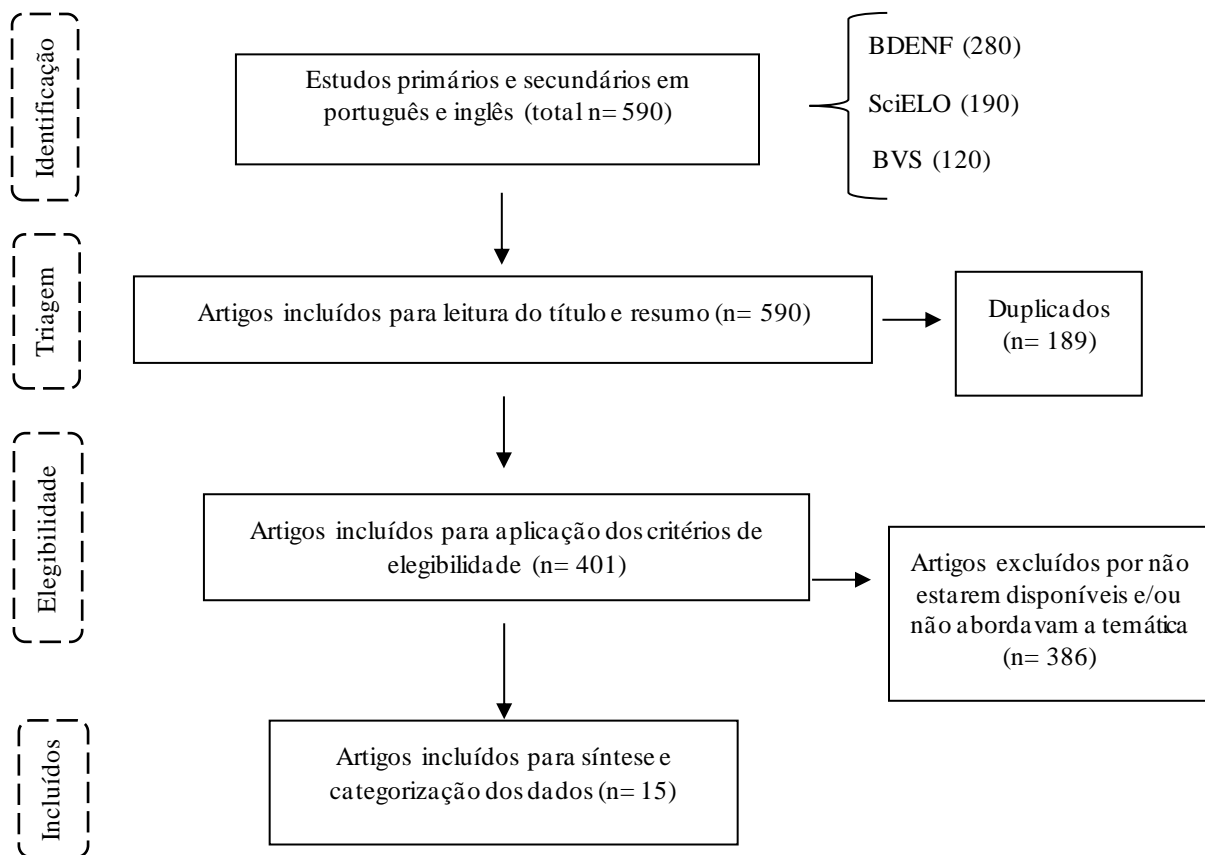 Identificação
Estudos primários e secundários em
português e inglês (total n= 590)
BDENF (280)
SciELO (190)
BVS (120)
Triagem
Artigos incluídos para leitura do título e resumo (n= 590)
Duplicados
(n= 189)
Elegibilidade
Artigos incluídos para aplicação dos critérios de
elegibilidade (n= 401)
Artigos excluídos por não
estarem disponíveis e/ou
não abordavam a temática
(n= 386)
Incluídos
Artigos incluídos para síntese e
categorização dos dados (n= 15)